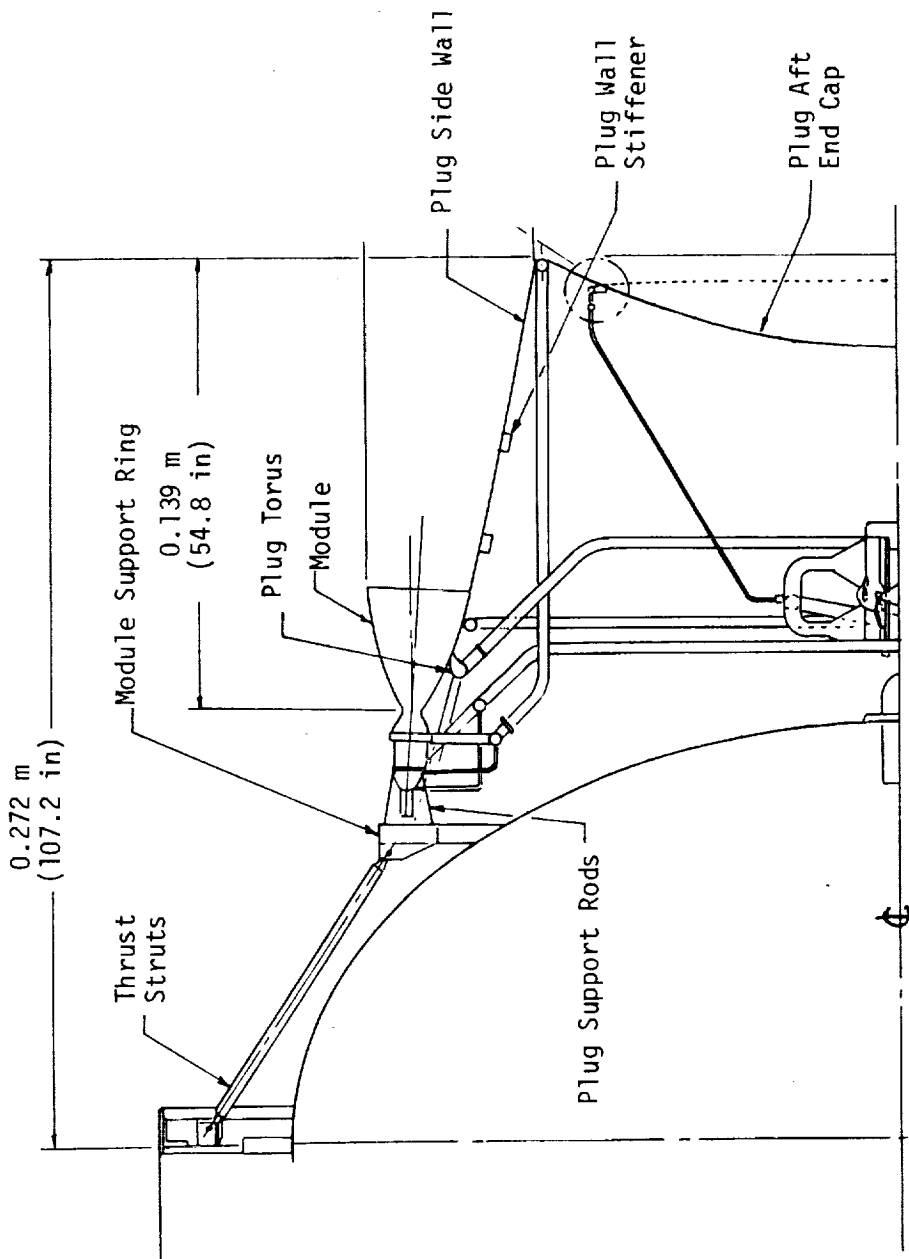 0.272 m
(107.2 in)
Module Support Ring
0.139 m
(54.8 in)
Thrust
Struts
Plug Torus
Module
Plug Side Wall
Plug Support Rods
Plug Wall
Stiffener
Plug Aft
End Cap
℄